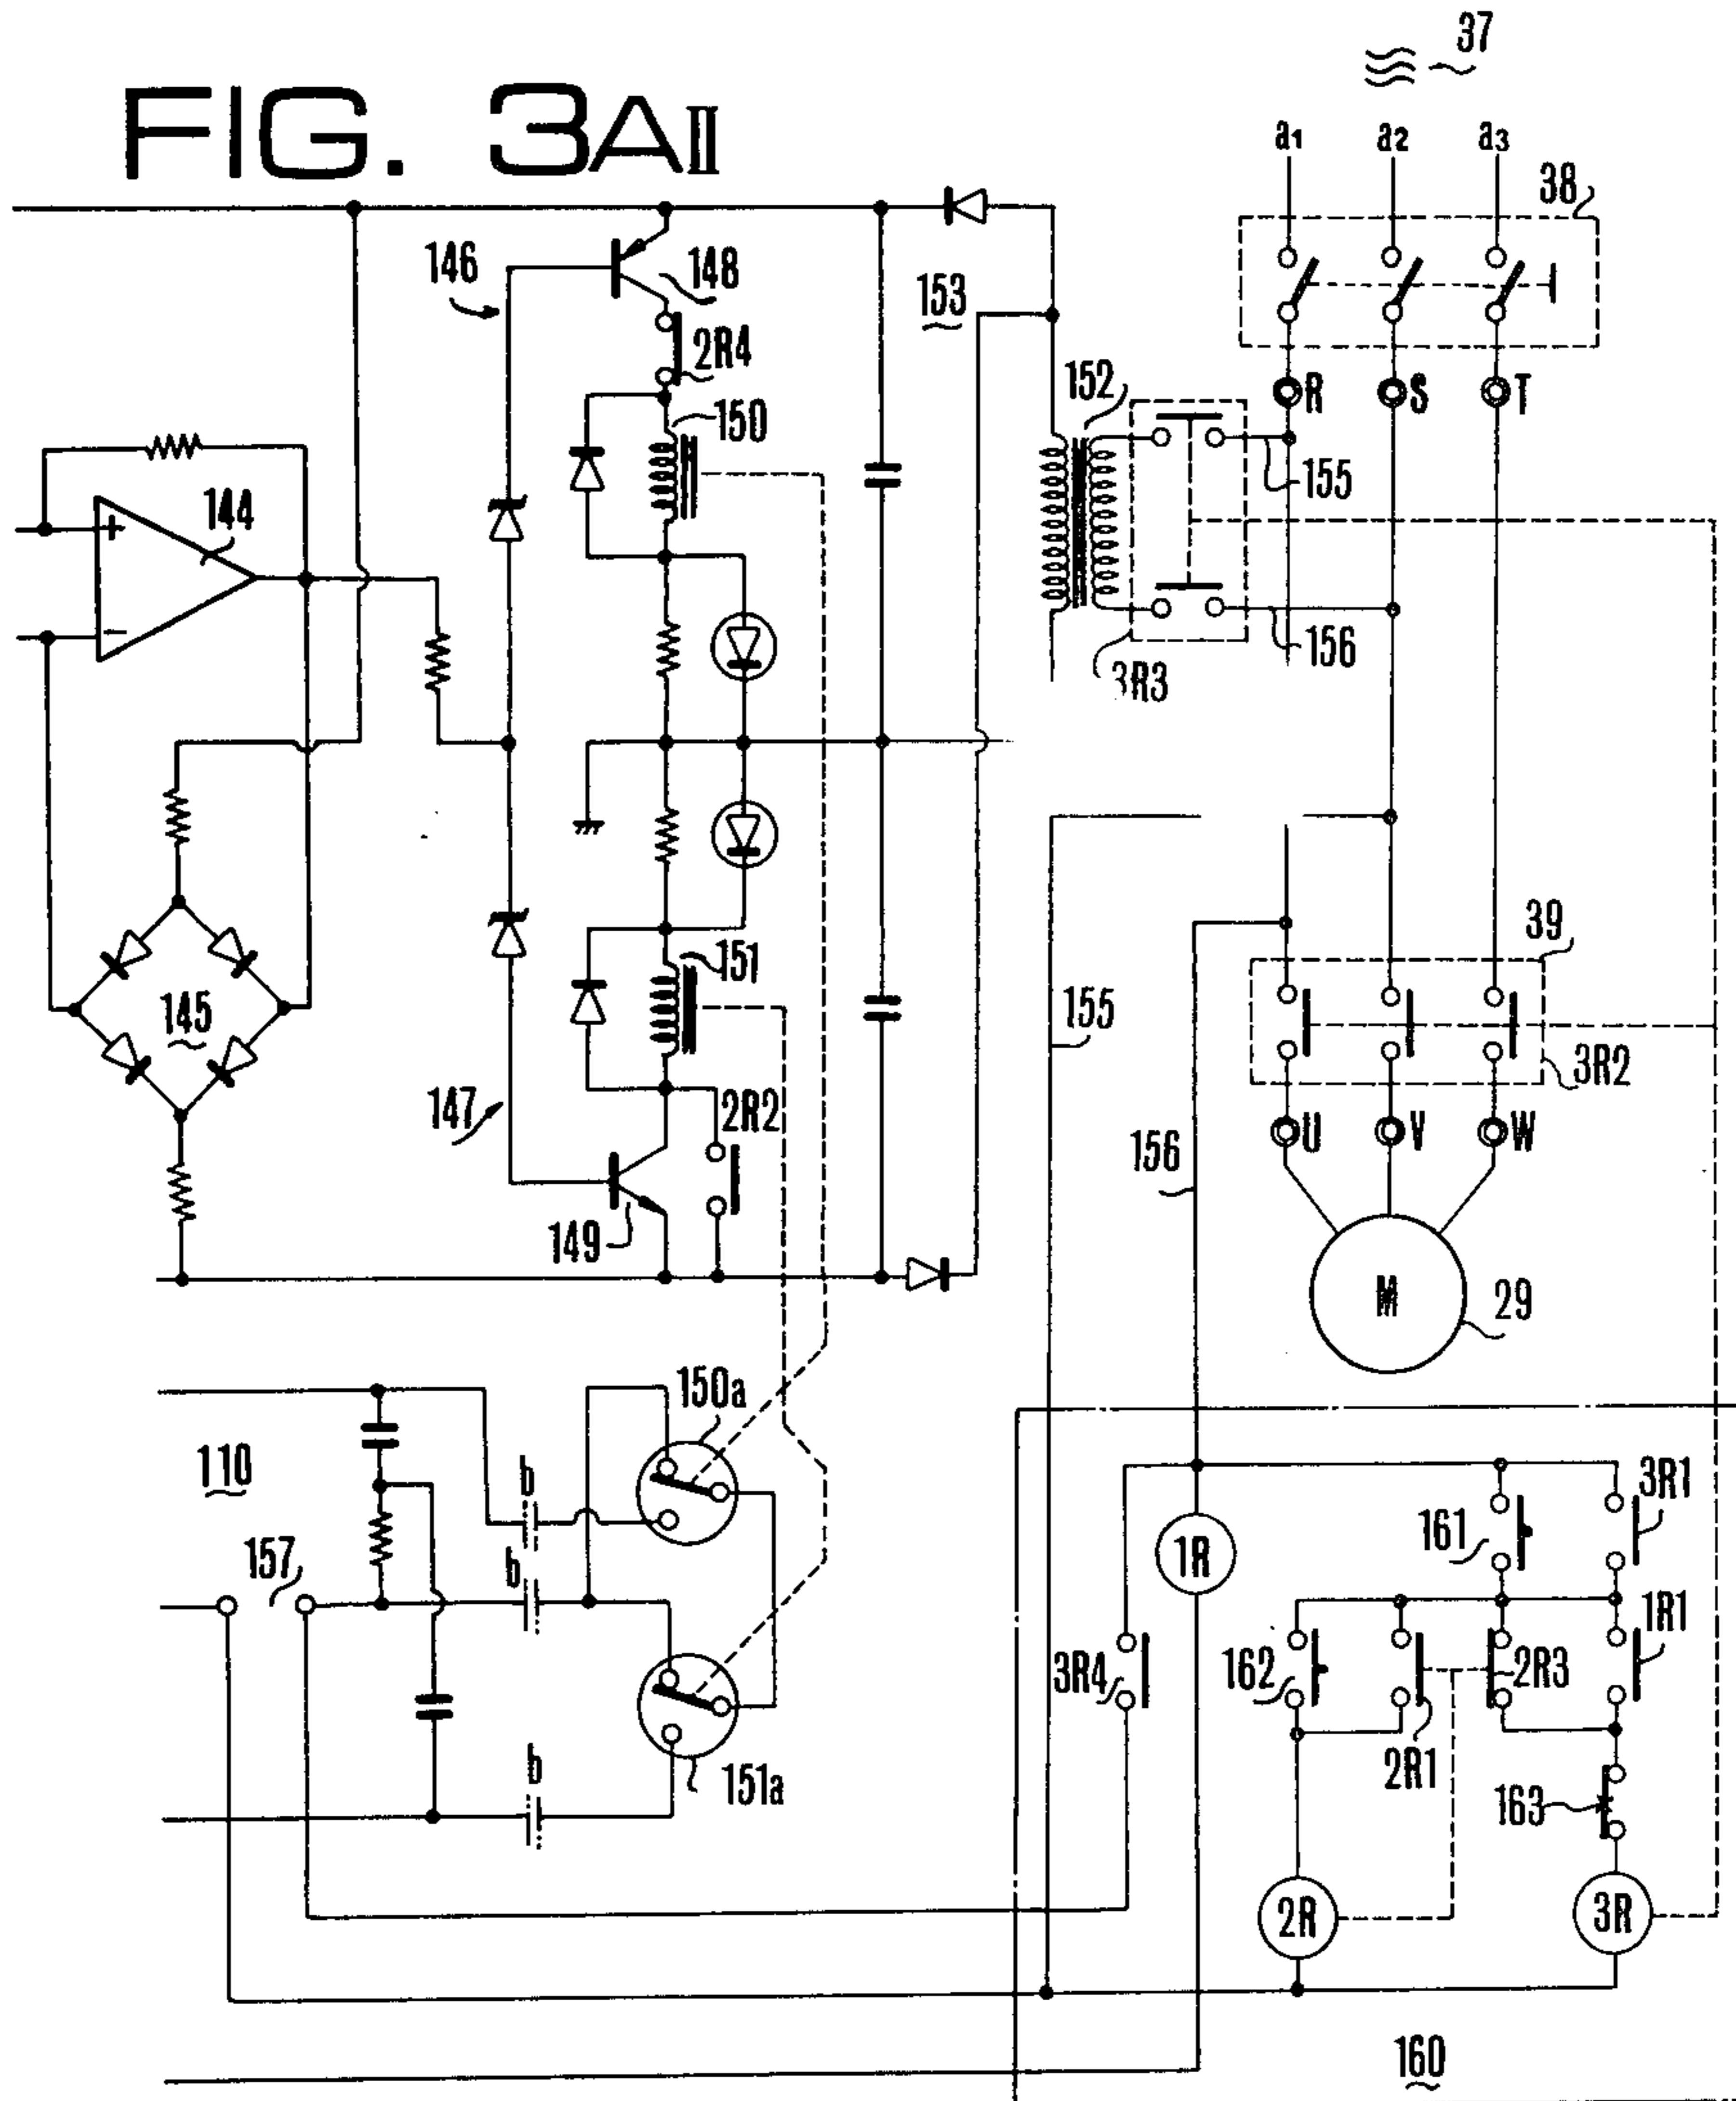 37
FIG. 3AII
a1 a2 a3
38
146
148
153
2R4
152
R S T
150
155
144
+
-
156
3R3
39
151
145
155
3R2
2R2
147
U V W
156
149
M
29
150a
110
b
3R1
161
1R
157
b
1R1
3R4
162
2R3
2R1
b
151a
163
2R
3R
160